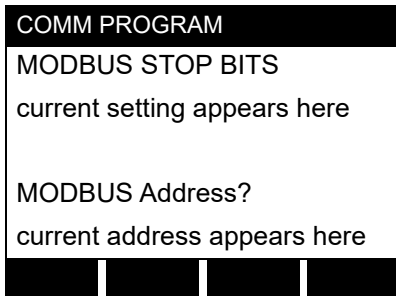 COMM PROGRAM
MODBUS STOP BITS
current setting appears here
MODBUS Address?
current address appears here